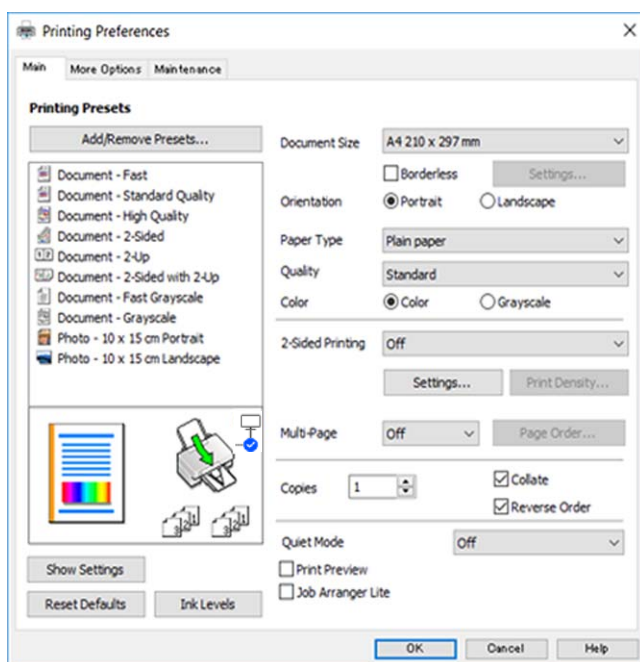 Printing Preferences
Main
More Options
Maintenance
Printing Presets
Add/Remove Presets...
Document - Fast
Document - Standard Quality
Document - High Quality
Document - 2-Sided
Document - 2-Up
Document - 2-Sided with 2-Up
Document - Fast Grayscale
Document - Grayscale
Photo - 10 x 15 cm Portrait
Photo - 10 x 15 cm Landscape
Show Settings
Reset Defaults
Ink Levels
Document Size
A4 210 x 297 mm
Borderless
Settings...
Orientation
Portrait
Landscape
Paper Type
Plain paper
Quality
Standard
Color
Color
Grayscale
2-Sided Printing
Off
Settings...
Print Density...
Multi-Page
Off
Page Order...
Copies
1
Collate
Reverse Order
Quiet Mode
Off
Print Preview
Job Arranger Lite
OK
Cancel
Help